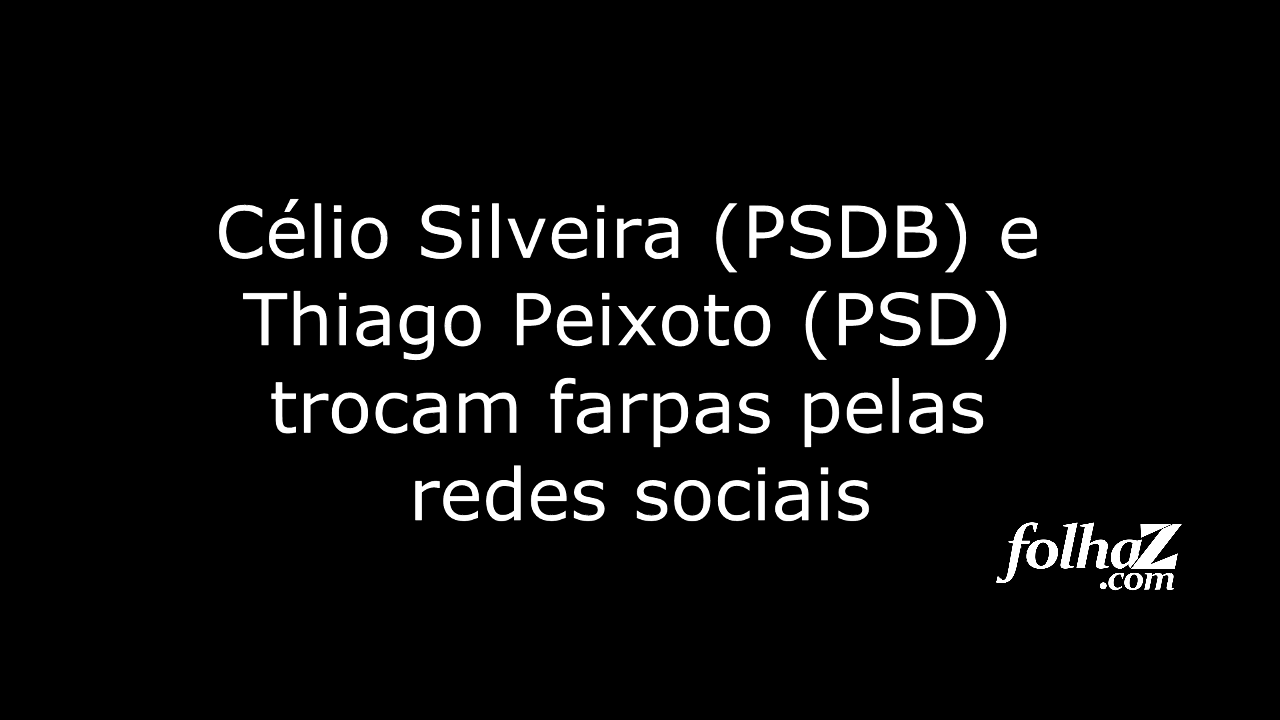 Célio Silveira (PSDB) e
Thiago Peixoto (PSD)
trocam farpas pelas
redes sociais
folhaZ
.com